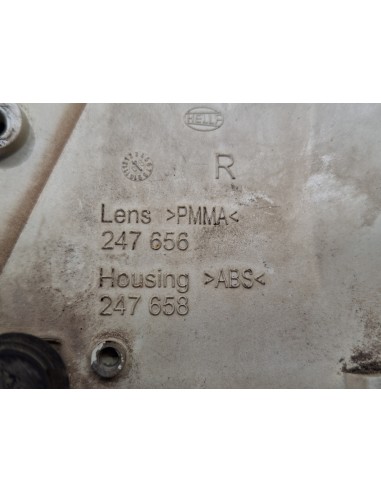 HELLA
R
Lens >PMMA<
247 656
Housing >ABS<
247 658